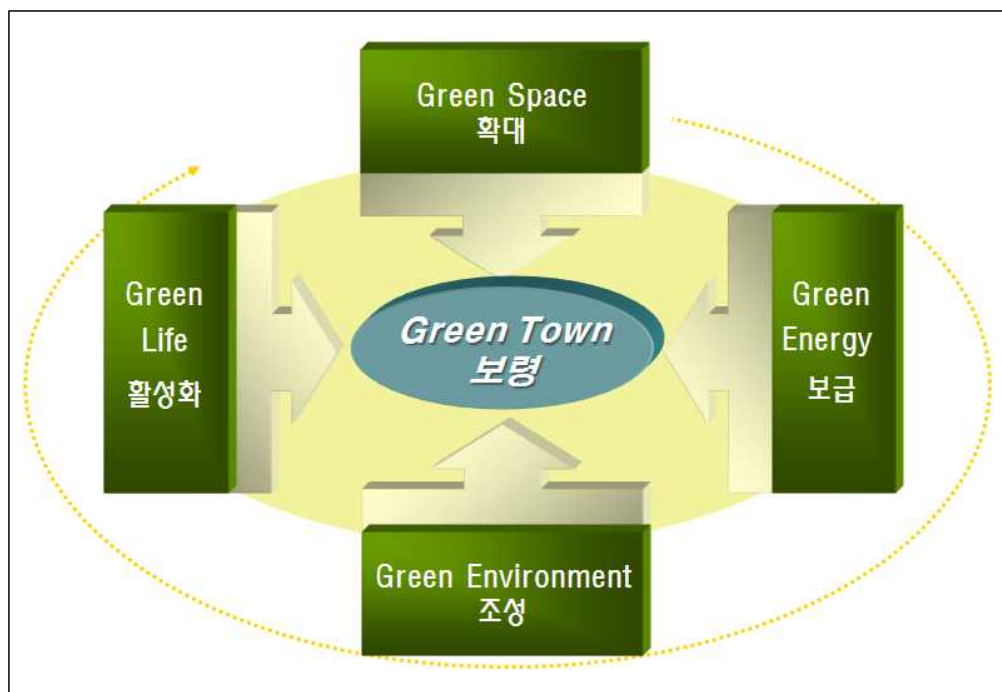 Green Space
확대
Green
Life
활성화
Green Town
보령
Green
Energy
보급
Green Environment
조성